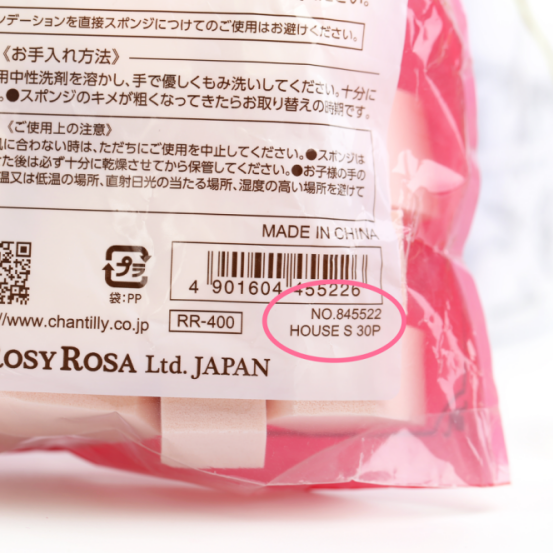 ンデーションを直接スポンジにつけてのご使用はお避けください。
《お手入れ方法》
用中性洗剤を溶かし、手で優しくもみ洗いしてください。十分に
。●スポンジのキメが粗くなってきたらお取り替えの時期です。
《ご使用上の注意》
に合わない時は、ただちにご使用を中止してください。●スポンジは
た後は必ず十分に乾燥させてから保管してください。●お子様の手の
温又は低温の場所、直射日光の当たる場所、湿度の高い場所を避けて
MADE IN CHINA
プラ
袋:PP
4 901604 455226
NO.845522
HOUSE S 30P
//www.chantilly.co.jp
RR-400
ROSY ROSA Ltd. JAPAN